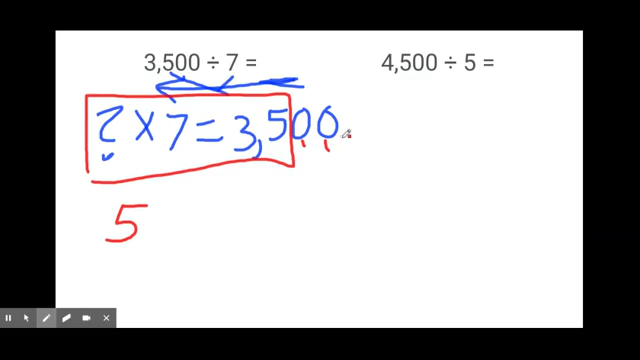 3,500 ÷ 7 =
4,500 ÷ 5 =
? × 7 = 3,500
5